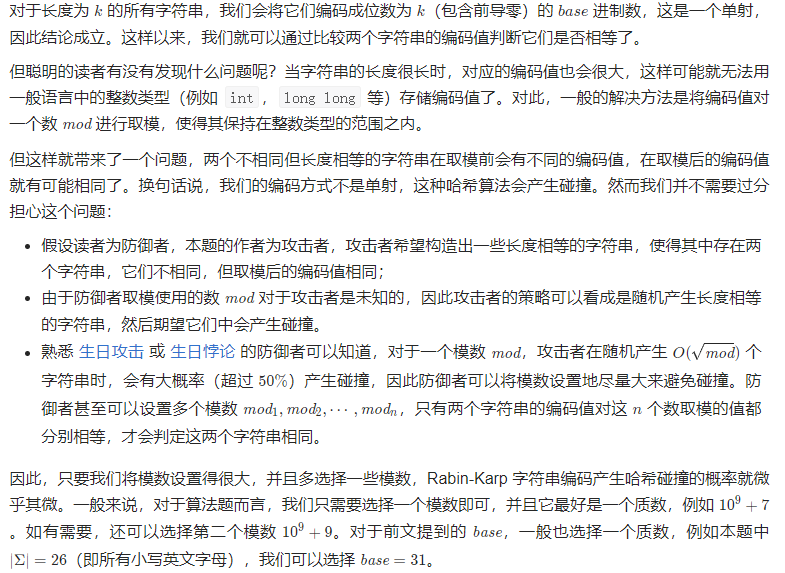 对于长度为 k 的所有字符串，我们会将它们编码成位数为 k（包含前导零）的 base 进制数，这是一个单射，
因此结论成立。这样以来，我们就可以通过比较两个字符串的编码值判断它们是否相等了。
但聪明的读者有没有发现什么问题呢？当字符串的长度很长时，对应的编码值也会很大，这样可能就无法用
一般语言中的整数类型（例如 int ，long long 等）存储编码值了。对此，一般的解决方法是将编码值对
一个数 mod 进行取模，使得其保持在整数类型的范围之内。
但这样就带来了一个问题，两个不相同但长度相等的字符串在取模前会有不同的编码值，在取模后的编码值
就有可能相同了。换句话说，我们的编码方式不是单射，这种哈希算法会产生碰撞。然而我们并不需要过分
担心这个问题：
• 假设读者为防御者，本题的作者为攻击者，攻击者希望构造出一些长度相等的字符串，使得其中存在两
个字符串，它们不相同，但取模后的编码值相同；
• 由于防御者取模使用的数 mod 对于攻击者是未知的，因此攻击者的策略可以看成是随机产生长度相等
的字符串，然后期望它们中会产生碰撞。
• 熟悉 生日攻击 或 生日悖论 的防御者可以知道，对于一个模数 mod，攻击者在随机产生 O(√mod) 个
字符串时，会有大概率（超过 50%）产生碰撞，因此防御者可以将模数设置地尽量大来避免碰撞。防
御者甚至可以设置多个模数 mod₁, mod₂, ⋯, modₙ，只有两个字符串的编码值对这 n 个数取模的值都
分别相等，才会判定这两个字符串相同。
因此，只要我们将模数设置得很大，并且多选择一些模数，Rabin-Karp 字符串编码产生哈希碰撞的概率就微
乎其微。一般来说，对于算法题而言，我们只需要选择一个模数即可，并且它最好是一个质数，例如 10⁹ + 7
。如有需要，还可以选择第二个模数 10⁹ + 9。对于前文提到的 base，一般也选择一个质数，例如本题中
|Σ| = 26（即所有小写英文字母），我们可以选择 base = 31。